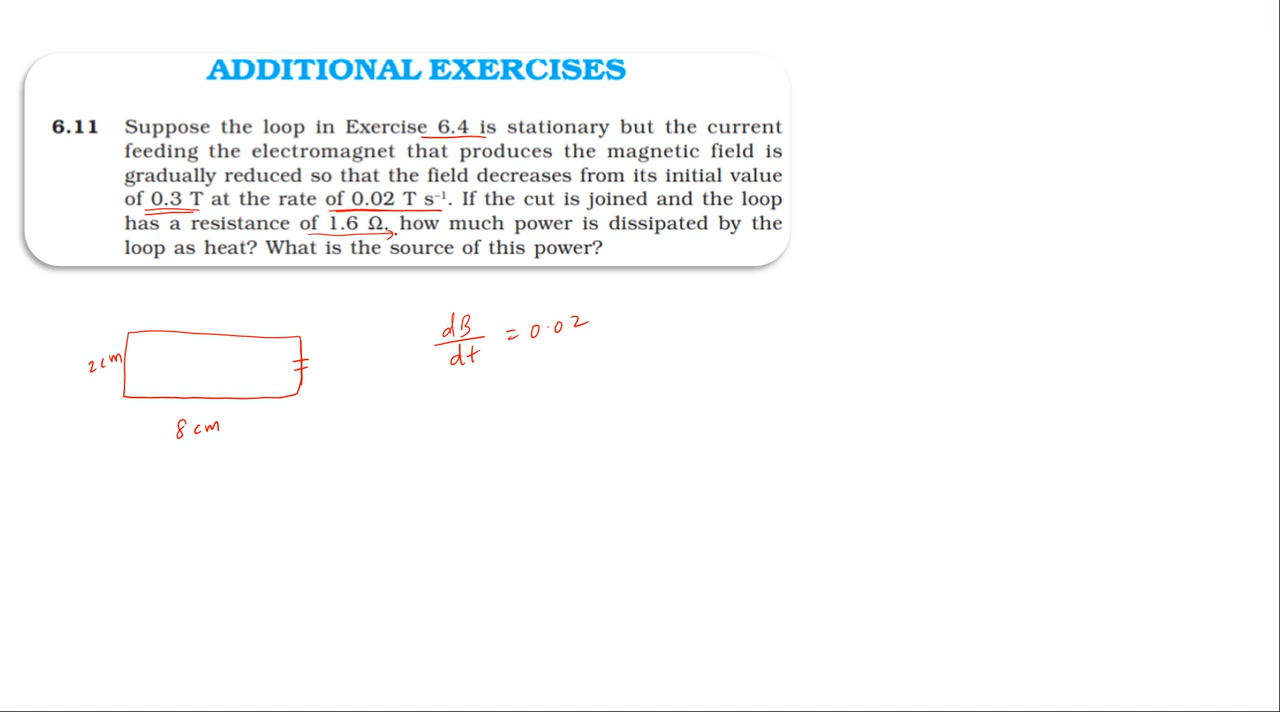 ADDITIONAL EXERCISES
6.11 Suppose the loop in Exercise 6.4 is stationary but the current
feeding the electromagnet that produces the magnetic field is
gradually reduced so that the field decreases from its initial value
of 0.3 T at the rate of 0.02 T s⁻¹. If the cut is joined and the loop
has a resistance of 1.6 Ω, how much power is dissipated by the
loop as heat? What is the source of this power?
dB/dt = 0.02
2cm
8 cm